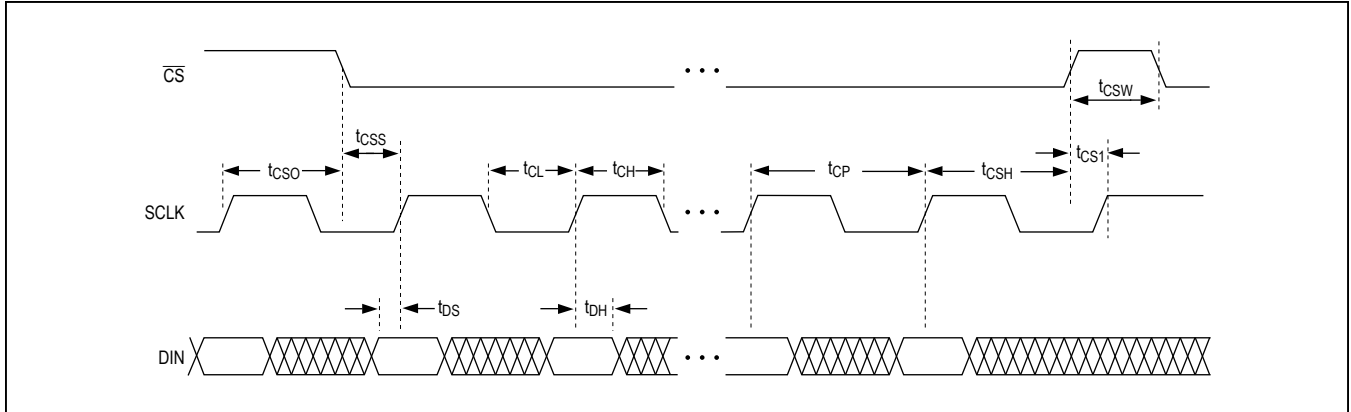 CS
• • •
tCSW
tCSS
tCSO
tCL
tCH
tCP
tCSH
tCS1
SCLK
• • •
tDS
tDH
DIN
• • •